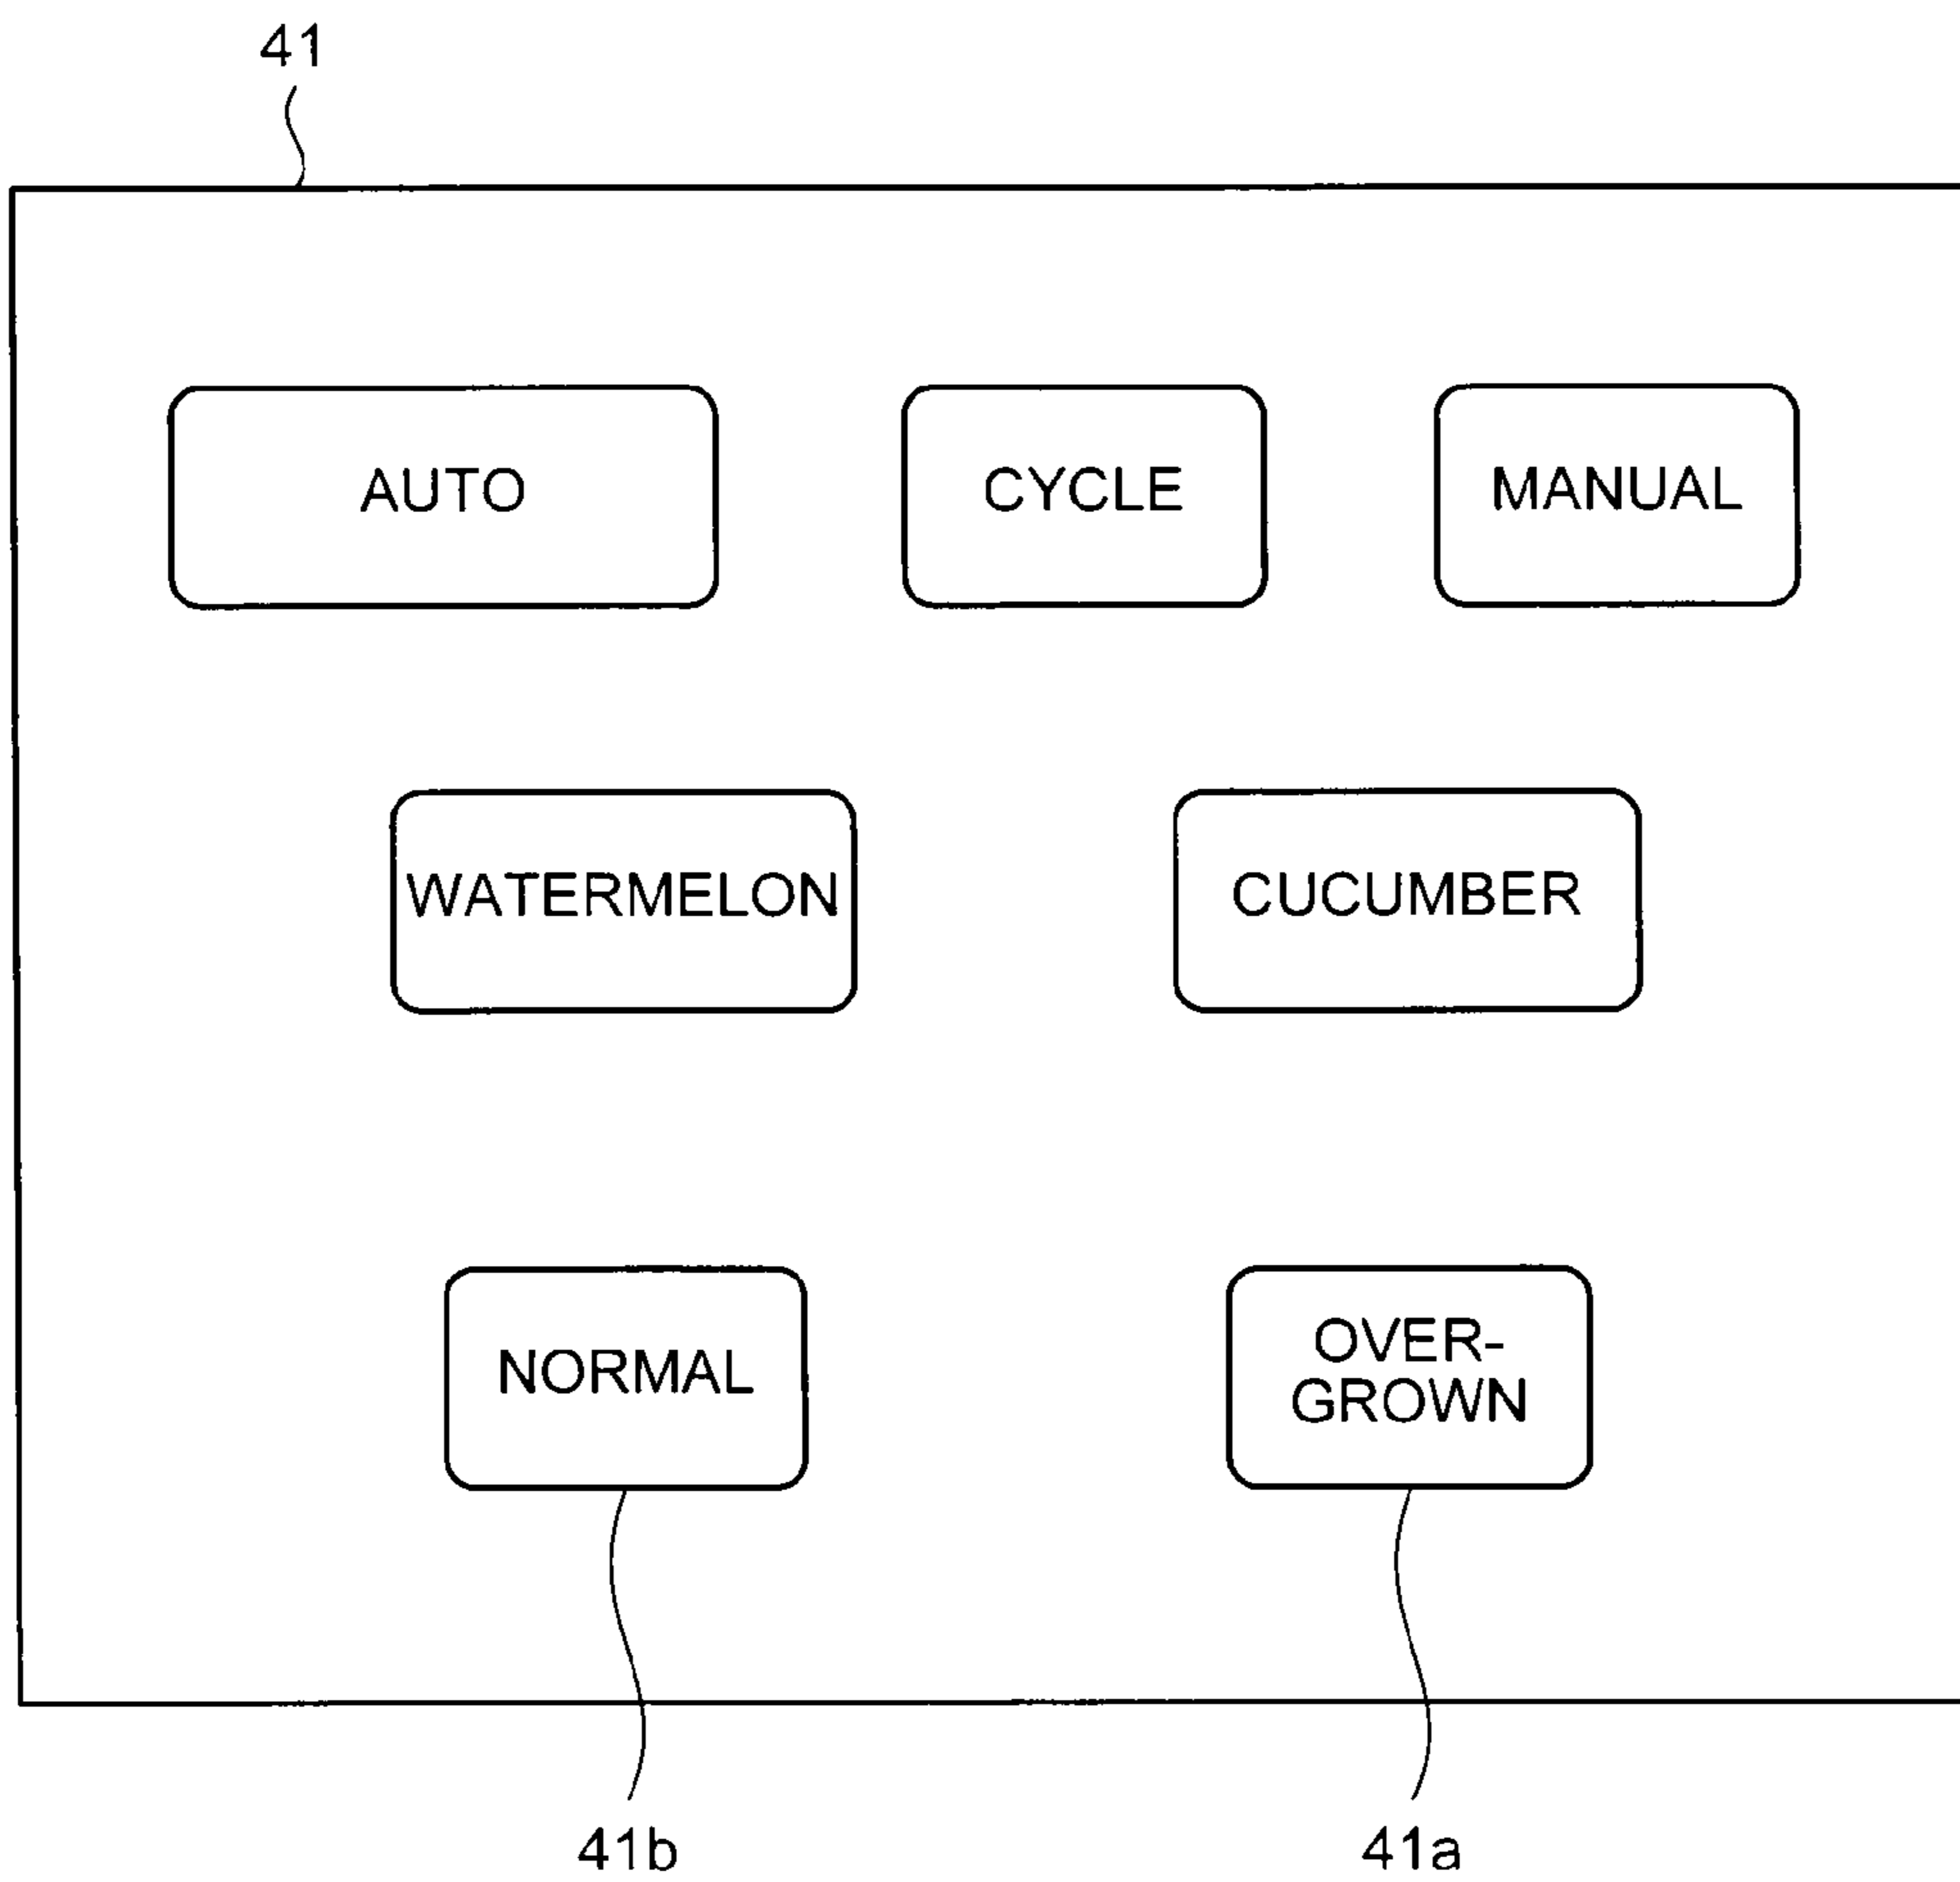 41
AUTO
CYCLE
MANUAL
WATERMELON
CUCUMBER
NORMAL
OVER-
GROWN
41b
41a